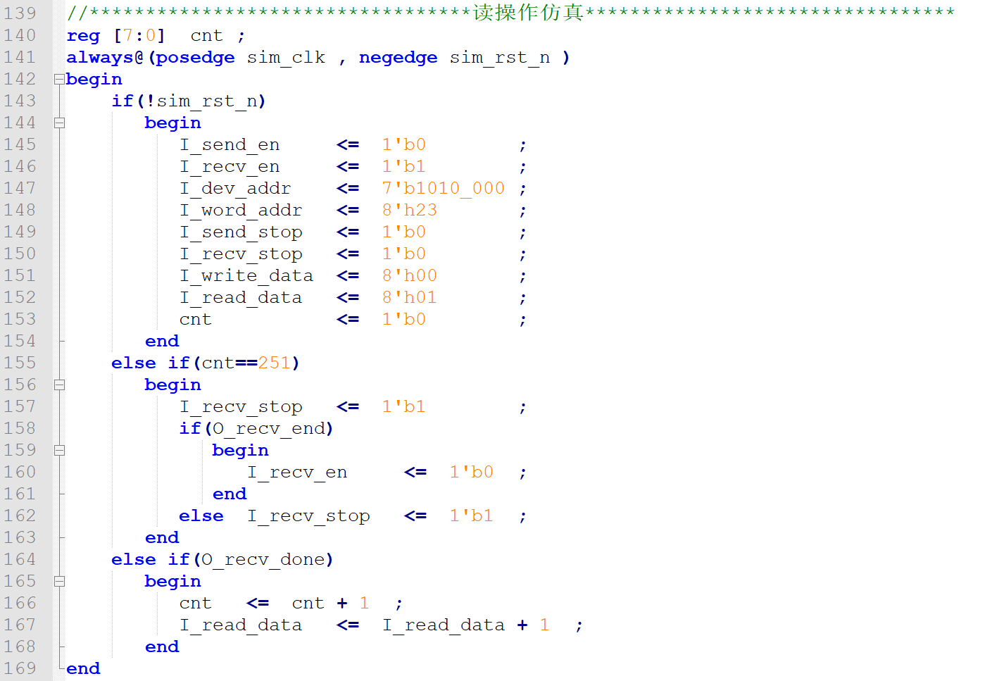 139 //**********************************读操作仿真*********************************
140 reg [7:0]  cnt ;
141 always@(posedge sim_clk , negedge sim_rst_n )
142 begin
143     if(!sim_rst_n)
144        begin
145           I_send_en     <=  1'b0        ;
146           I_recv_en     <=  1'b1        ;
147           I_dev_addr    <=  7'b1010_000 ;
148           I_word_addr   <=  8'h23       ;
149           I_send_stop   <=  1'b0        ;
150           I_recv_stop   <=  1'b0        ;
151           I_write_data  <=  8'h00       ;
152           I_read_data   <=  8'h01       ;
153           cnt           <=  1'b0        ;
154        end
155     else if(cnt==251)
156        begin
157           I_recv_stop   <=  1'b1        ;
158           if(O_recv_end)
159              begin
160                 I_recv_en     <=  1'b0  ;
161              end
162           else  I_recv_stop   <=  1'b1  ;
163        end
164     else if(O_recv_done)
165        begin
166           cnt   <=  cnt + 1  ;
167           I_read_data   <=  I_read_data + 1  ;
168        end
169 end